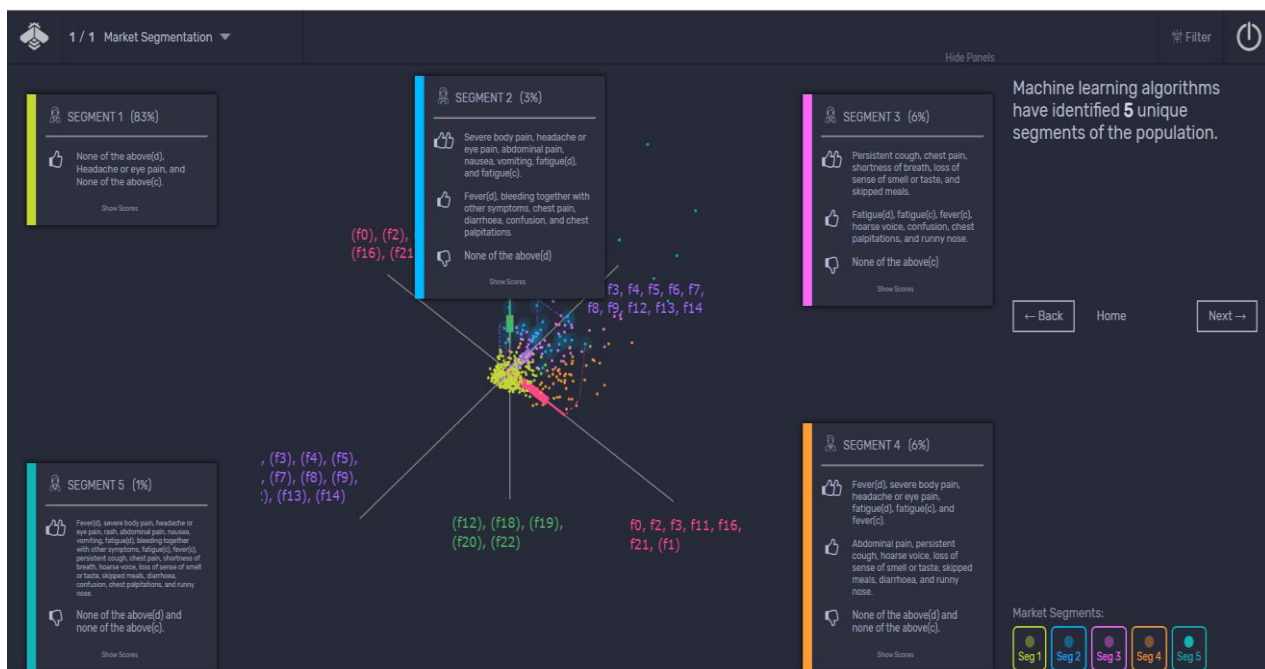 1 / 1 Market Segmentation
Filter
Hide Panels
SEGMENT 1 (83%)
None of the above(d),
Headache or eye pain, and
None of the above(c).
Show Scores
SEGMENT 2 (3%)
Severe body pain, headache or
eye pain, abdominal pain,
nausea, vomiting, fatigue(d),
and fatigue(c).
Fever(d), bleeding together with
other symptoms, chest pain,
diarrhoea, confusion, and chest
palpitations.
None of the above(d)
Show Scores
SEGMENT 3 (6%)
Persistent cough, chest pain,
shortness of breath, loss of
sense of smell or taste, and
skipped meals.
Fatigue(d), fatigue(c), fever(c),
hoarse voice, confusion, chest
palpitations, and runny nose.
None of the above(c)
Show Scores
Machine learning algorithms
have identified 5 unique
segments of the population.
← Back
Home
Next →
(f0), (f2),
(f16), (f21
f3, f4, f5, f6, f7,
f8, f9, f12, f13, f14
, (f3), (f4), (f5),
, (f7), (f8), (f9),
), (f13), (f14)
(f12), (f18), (f19),
(f20), (f22)
f0, f2, f3, f11, f16,
f21, (f1)
SEGMENT 5 (1%)
Fever(d), severe body pain, headache or
eye pain, rash, abdominal pain, nausea,
vomiting, fatigue(d), bleeding together
with other symptoms, fatigue(c), fever(c),
persistent cough, chest pain, shortness of
breath, hoarse voice, loss of sense of smell
or taste, skipped meals, diarrhoea,
confusion, chest palpitations, and runny
nose.
None of the above(d) and
none of the above(c).
Show Scores
SEGMENT 4 (6%)
Fever(d), severe body pain,
headache or eye pain,
fatigue(d), fatigue(c), and
fever(c).
Abdominal pain, persistent
cough, hoarse voice, loss of
sense of smell or taste, skipped
meals, diarrhoea, and runny
nose.
None of the above(d) and
none of the above(c).
Show Scores
Market Segments:
Seg 1
Seg 2
Seg 3
Seg 4
Seg 5